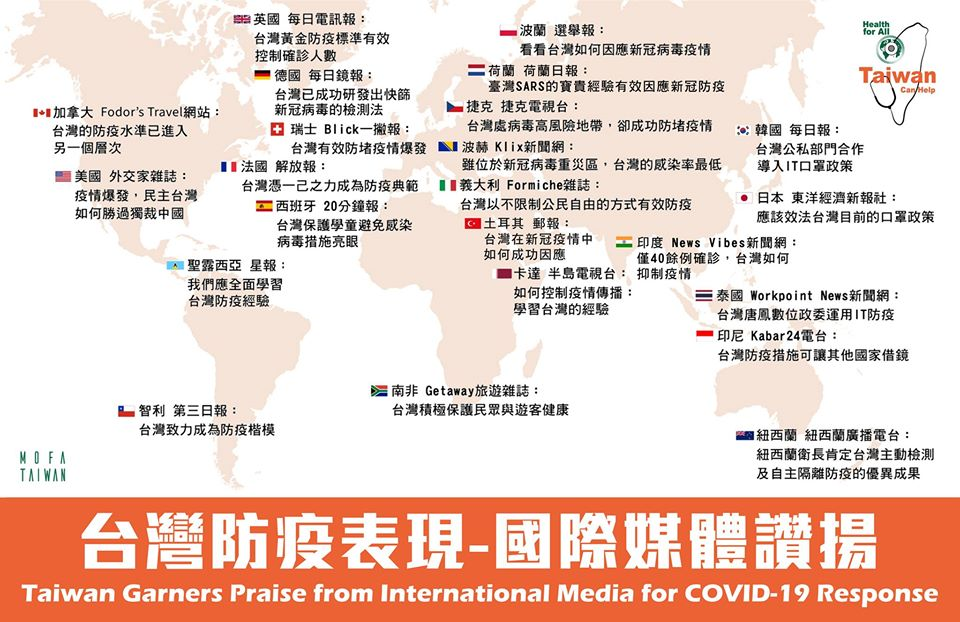 英國 每日電訊報：
台灣黃金防疫標準有效
控制確診人數
德國 每日鏡報：
台灣已成功研發出快篩
新冠病毒的檢測法
加拿大 Fodor's Travel網站：
台灣的防疫水準已進入
另一個層次
瑞士 Blick一撇報：
台灣有效防堵疫情爆發
美國 外交家雜誌：
疫情爆發，民主台灣
如何勝過獨裁中國
法國 解放報：
台灣憑一己之力成為防疫典範
西班牙 20分鐘報：
台灣保護學童避免感染
病毒措施亮眼
聖露西亞 星報：
我們應全面學習
台灣防疫經驗
智利 第三日報：
台灣致力成為防疫楷模
波蘭 選舉報：
看看台灣如何因應新冠病毒疫情
荷蘭 荷蘭日報：
臺灣SARS的寶貴經驗有效因應新冠防疫
捷克 捷克電視台：
台灣處病毒高風險地帶，卻成功防堵疫情
波赫 Klix新聞網：
雖位於新冠病毒重災區，台灣的感染率最低
義大利 Formiche雜誌：
台灣以不限制公民自由的方式有效防疫
土耳其 郵報：
台灣在新冠疫情中
如何成功因應
卡達 半島電視台：
如何控制疫情傳播：
學習台灣的經驗
南非 Getaway旅遊雜誌：
台灣積極保護民眾與遊客健康
Health
for All
Taiwan
Can Help
韓國 每日報：
台灣公私部門合作
導入IT口罩政策
日本 東洋經濟新報社：
應該效法台灣目前的口罩政策
印度 News Vibes新聞網：
僅40餘例確診，台灣如何
抑制疫情
泰國 Workpoint News新聞網：
台灣唐鳳數位政委運用IT防疫
印尼 Kabar24電台：
台灣防疫措施可讓其他國家借鏡
紐西蘭 紐西蘭廣播電台：
紐西蘭衛長肯定台灣主動檢測
及自主隔離防疫的優異成果
MOFA
TAIWAN
台灣防疫表現-國際媒體讚揚
Taiwan Garners Praise from International Media for COVID-19 Response